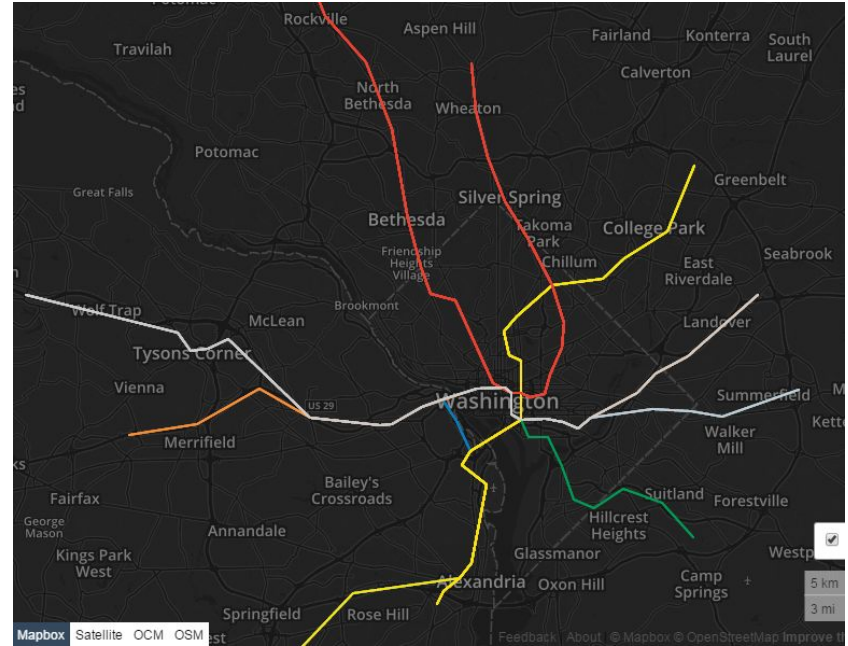 Rockville
Aspen Hill
Fairland
Konterra
South
Laurel
Travilah
Calverton
North
Bethesda
Wheaton
Potomac
Great Falls
Silver Spring
Greenbelt
Bethesda
Takoma
Park
College Park
Friendship
Heights
Village
Chillum
East
Riverdale
Seabrook
Wolf Trap
Brookmont
McLean
Landover
Tysons Corner
Vienna
Washington
Summerfield
US 29
Merrifield
Walker
Mill
Bailey's
Crossroads
Fairfax
Suitland
Forestville
George
Mason
Annandale
Hillcrest
Heights
Kings Park
West
Glassmanor
Alexandria
Oxon Hill
Camp
Springs
5 km
3 mi
Springfield
Rose Hill
Mapbox Satellite OCM OSM
Feedback About © Mapbox © OpenStreetMap Improve th